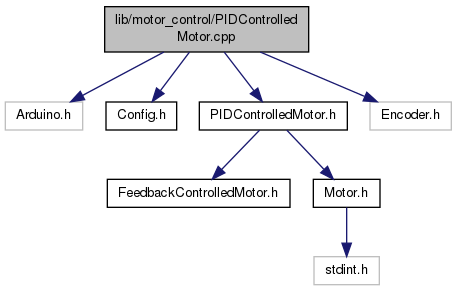 lib/motor_control/PIDControlled
Motor.cpp
Arduino.h
Config.h
PIDControlledMotor.h
Encoder.h
FeedbackControlledMotor.h
Motor.h
stdint.h